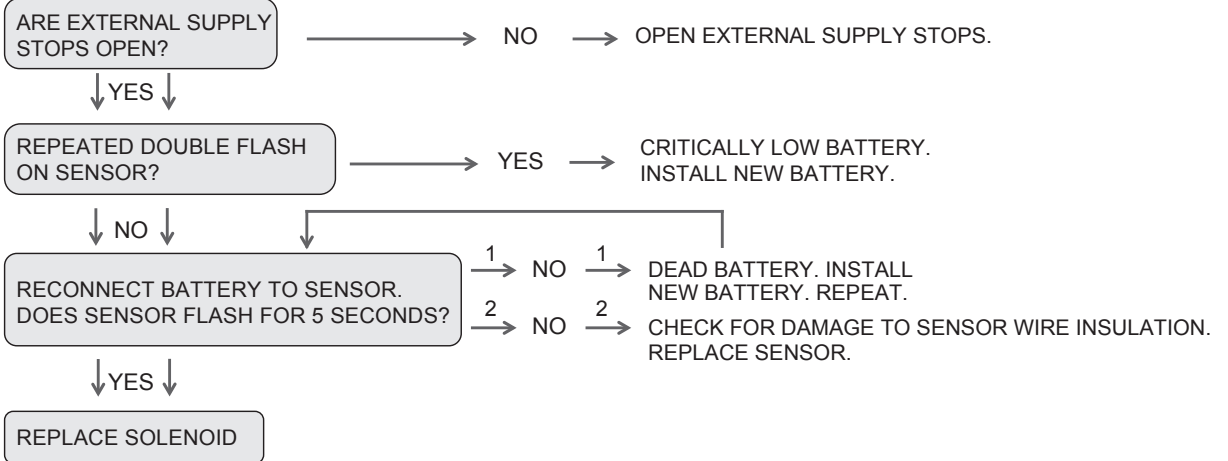 ARE EXTERNAL SUPPLY
STOPS OPEN?
NO
OPEN EXTERNAL SUPPLY STOPS.
YES
REPEATED DOUBLE FLASH
ON SENSOR?
YES
CRITICALLY LOW BATTERY.
INSTALL NEW BATTERY.
NO
RECONNECT BATTERY TO SENSOR.
DOES SENSOR FLASH FOR 5 SECONDS?
1
NO
1
DEAD BATTERY. INSTALL
NEW BATTERY. REPEAT.
2
NO
2
CHECK FOR DAMAGE TO SENSOR WIRE INSULATION.
REPLACE SENSOR.
YES
REPLACE SOLENOID